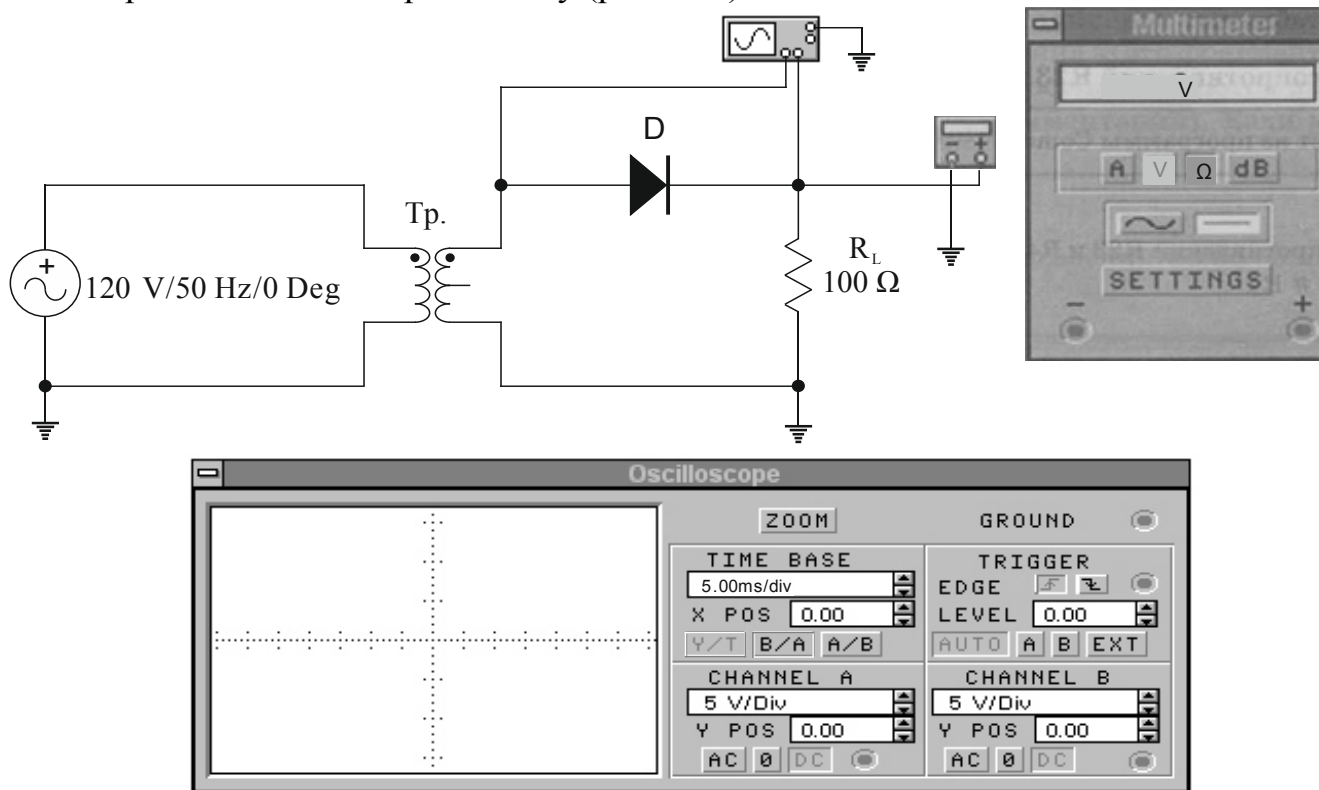 Multimeter
V
A V Ω dB
SETTINGS
- +
D
Tp.
+
120 V/50 Hz/0 Deg
R_L
100 Ω
- +
Oscilloscope
ZOOM GROUND
TIME BASE
5.00ms/div
X POS 0.00
Y/T B/A A/B
TRIGGER
EDGE
LEVEL 0.00
AUTO A B EXT
CHANNEL A
5 V/Div
Y POS 0.00
AC 0 DC
CHANNEL B
5 V/Div
Y POS 0.00
AC 0 DC